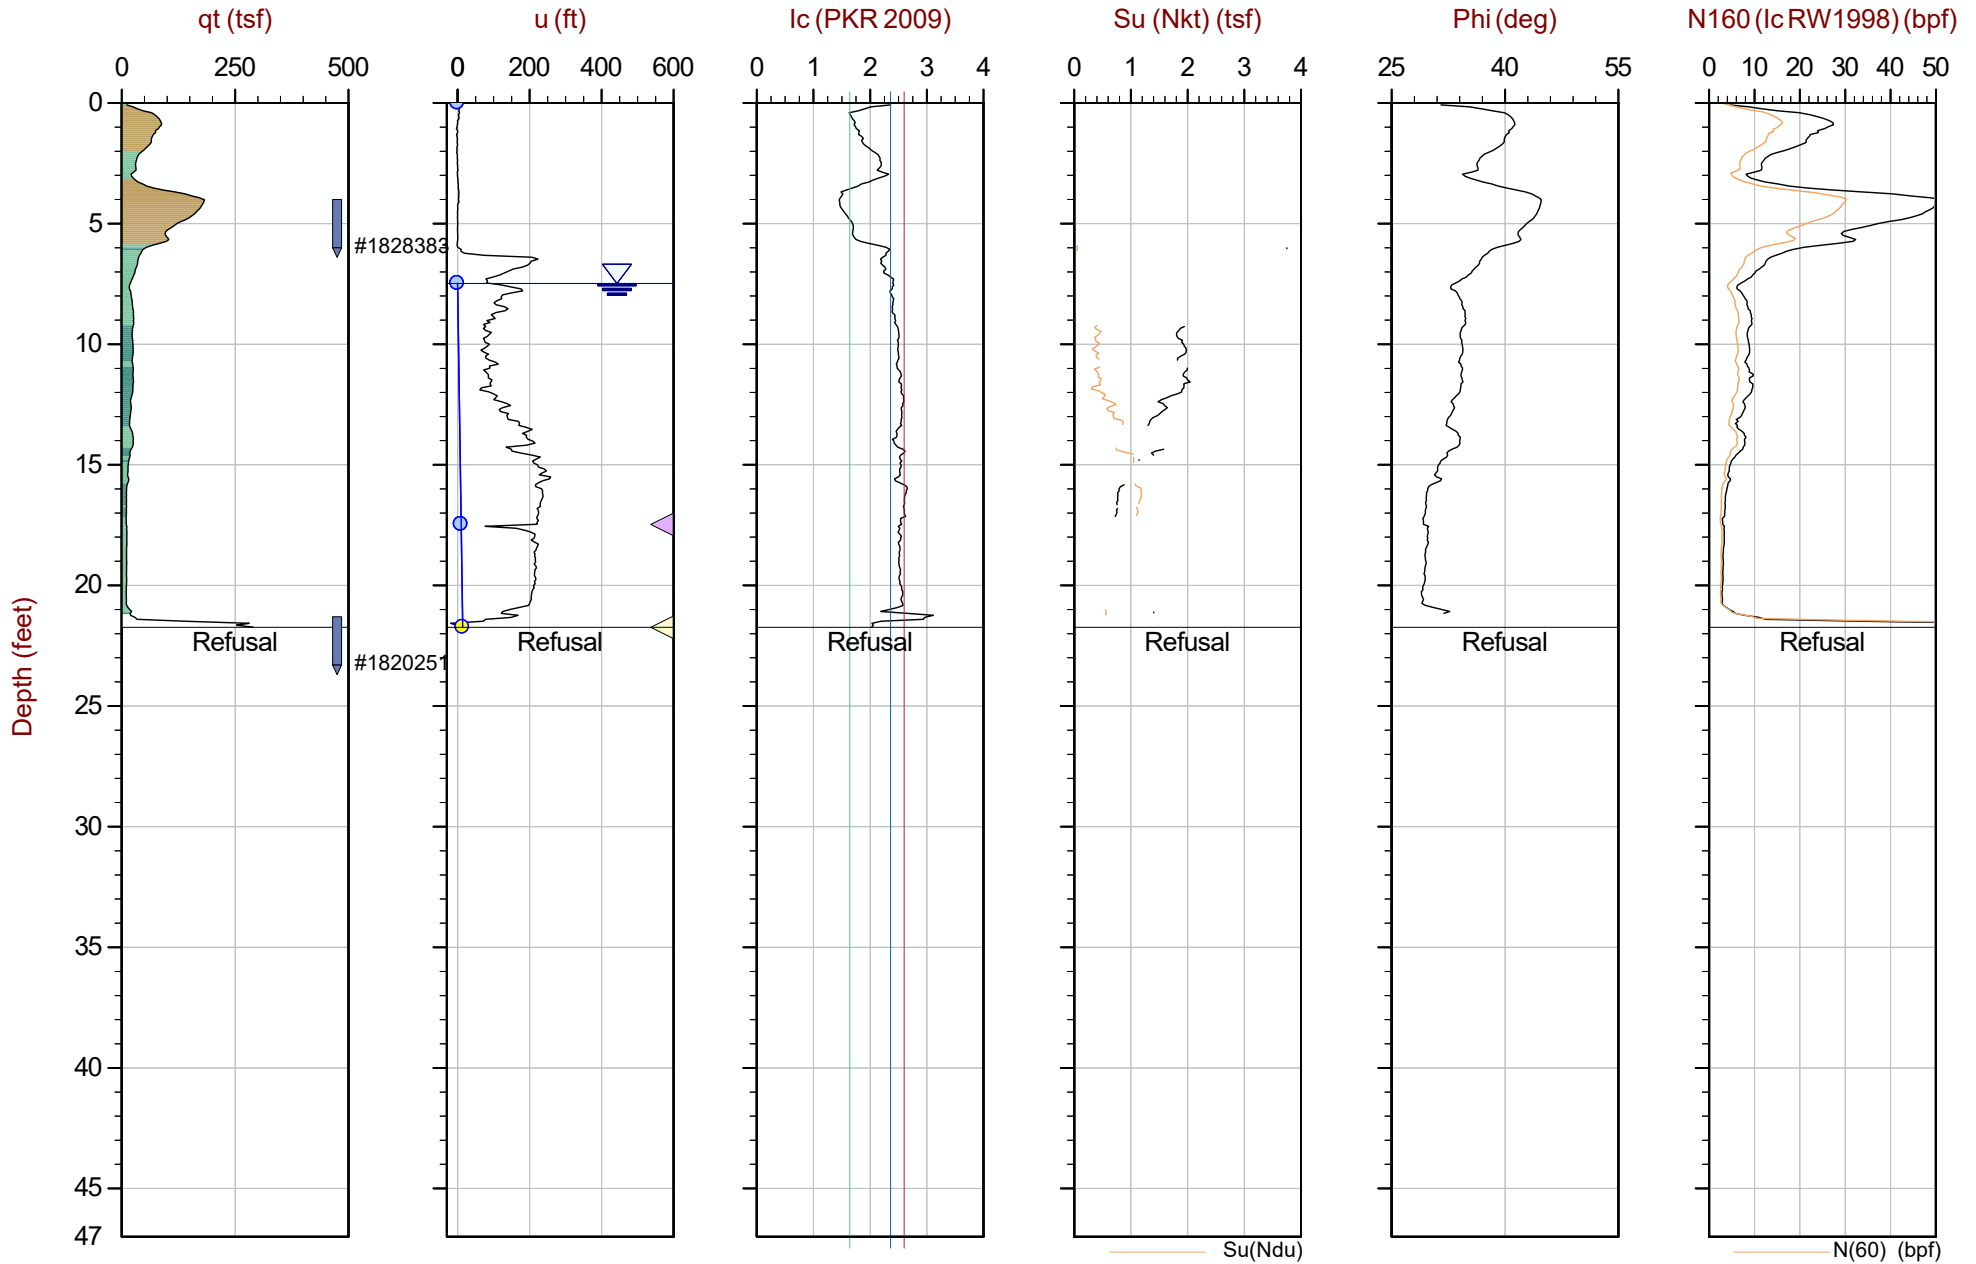 qt (tsf) u (ft) Ic (PKR 2009) Su (Nkt) (tsf) Phi (deg) N160 (Ic RW1998) (bpf)
0 250 500 0 200 400 600 0 1 2 3 4 0 1 2 3 4 25 40 55 0 10 20 30 40 50
0
5
#1828383
10
15
20
Refusal Refusal Refusal Refusal Refusal Refusal
#1820251
Depth (feet)
25
30
35
40
45
47
Su(Ndu) N(60) (bpf)